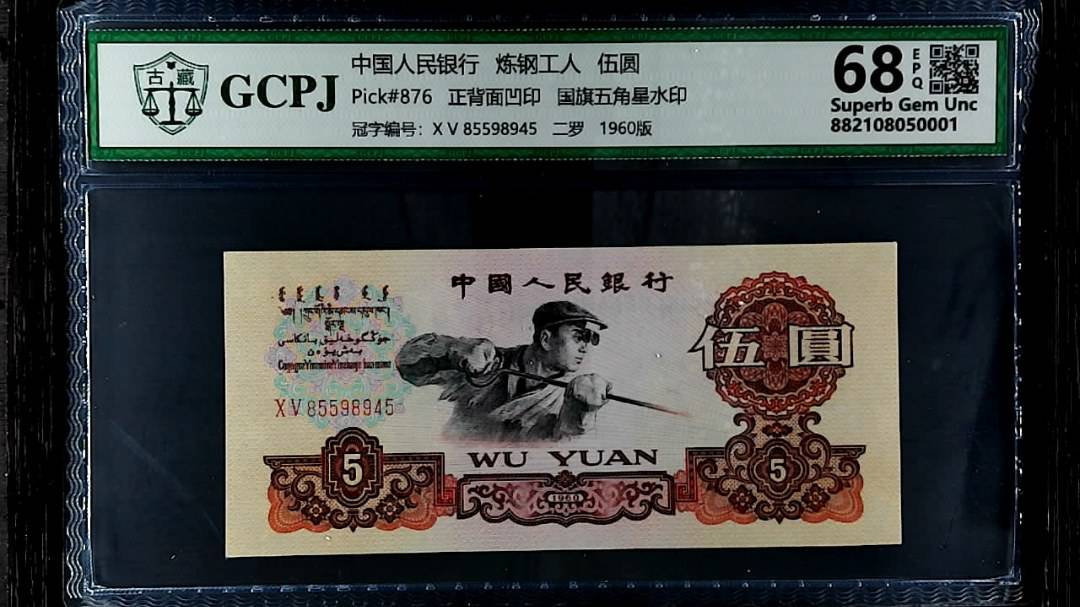 古藏
GCPJ
中国人民银行 炼钢工人 伍圆
Pick#876 正背面凹印 国旗五角星水印
冠字编号：X V 85598945 二罗 1960版
68 EPQ
Superb Gem Unc
882108050001
中國人民銀行
X V 85598945
伍圓
WU YUAN
5
1960
5